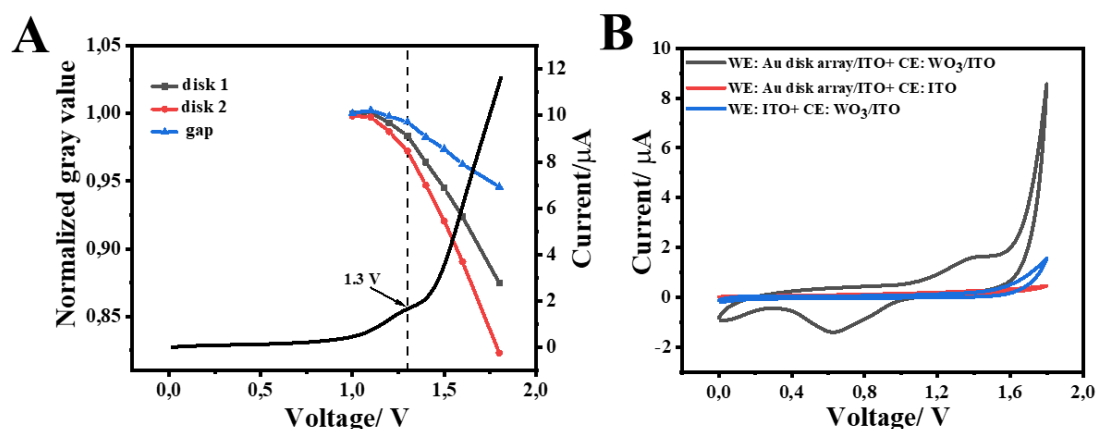 A
B
Normalized gray value
1,05
1,00
0,95
0,90
0,85
disk 1
disk 2
gap
1.3 V
12
10
8
6
4
2
0
Current/μA
0,0 0,5 1,0 1,5 2,0
Voltage/ V
Current/ μA
10
8
6
4
2
0
-2
WE: Au disk array/ITO+ CE: WO3/ITO
WE: Au disk array/ITO+ CE: ITO
WE: ITO+ CE: WO3/ITO
0,0 0,4 0,8 1,2 1,6 2,0
Voltage/ V